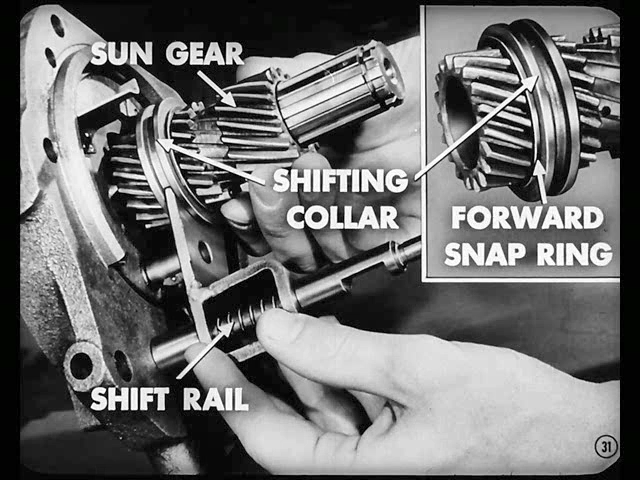 SUN GEAR
SHIFTING
COLLAR
FORWARD
SNAP RING
SHIFT RAIL
31